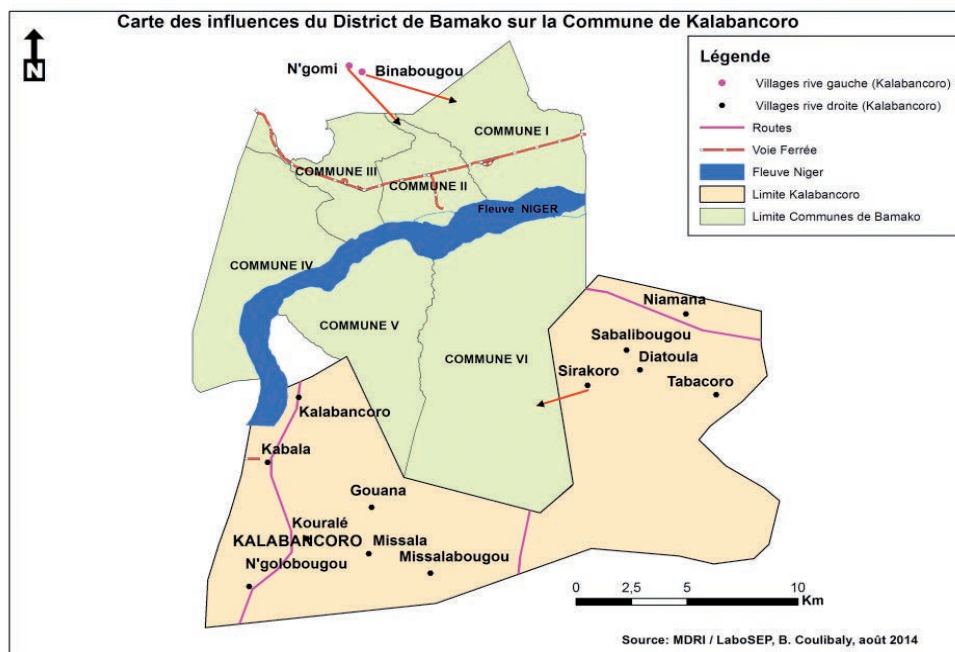 Carte des influences du District de Bamako sur la Commune de Kalabancoro
N
N'gomi
Binabougou
Légende
Villages rive gauche (Kalabancoro)
Villages rive droite (Kalabancoro)
Routes
Voie Ferrée
Fleuve Niger
Limite Kalabancoro
Limite Communes de Bamako
COMMUNE I
COMMUNE III
COMMUNE II
Fleuve NIGER
COMMUNE IV
COMMUNE V
COMMUNE VI
Niamana
Sabalibougou
Diatoula
Sirakoro
Tabacoro
Kalabancoro
Kabala
Gouana
Kouralé
KALABANCORO
Missala
N'golobougou
Missalabougou
0 2,5 5 10
Km
Source: MDRI / LaboSEP, B. Coulibaly, août 2014